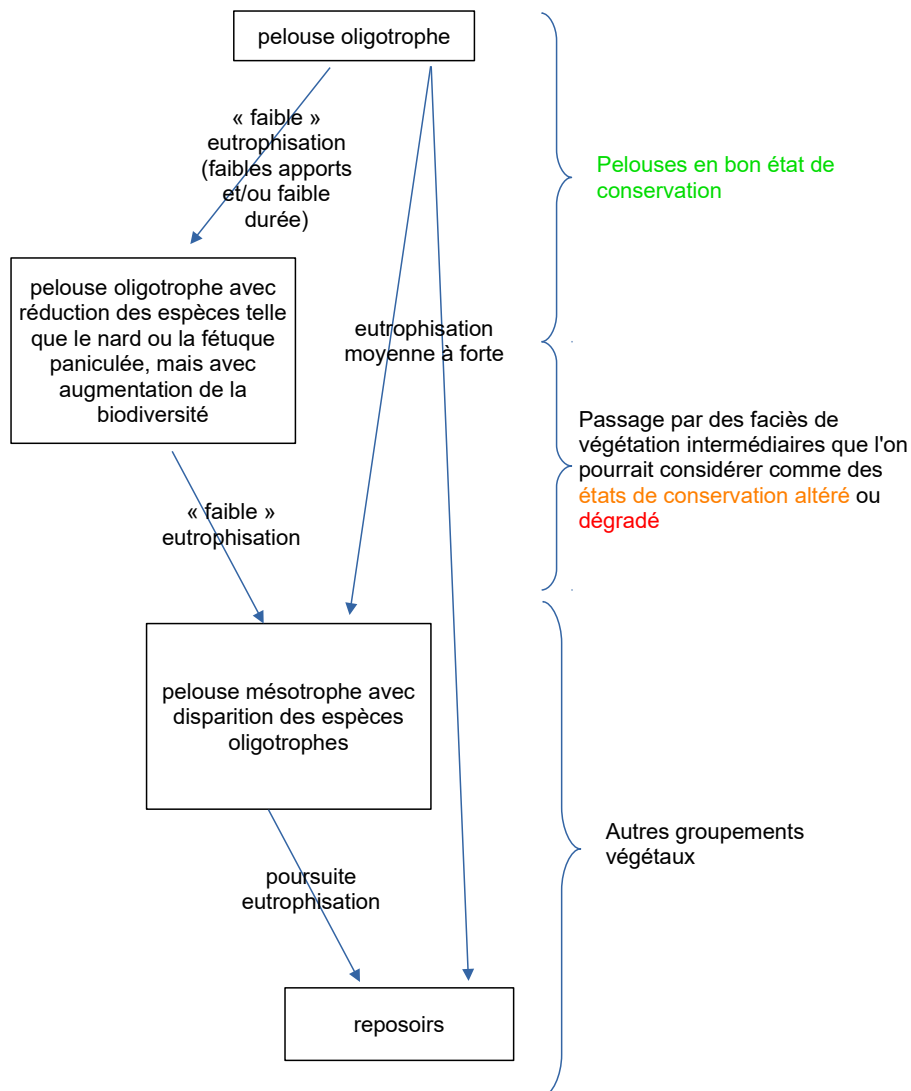 pelouse oligotrophe
« faible »
eutrophisation
(faibles apports
et/ou faible
durée)
Pelouses en bon état de
conservation
pelouse oligotrophe avec
réduction des espèces telle
que le nard ou la fétuque
paniculée, mais avec
augmentation de la
biodiversité
eutrophisation
moyenne à forte
Passage par des faciès de
végétation intermédiaires que l'on
pourrait considérer comme des
états de conservation altéré ou
dégradé
« faible »
eutrophisation
pelouse mésotrophe avec
disparition des espèces
oligotrophes
Autres groupements
végétaux
poursuite
eutrophisation
reposoirs